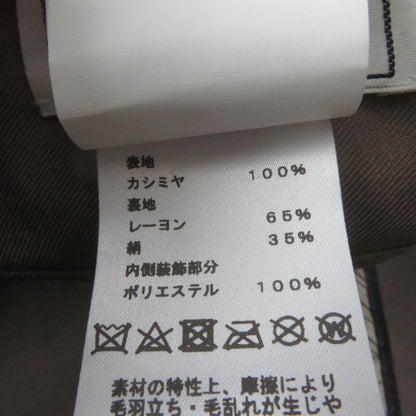 表地
カシミヤ 100%
裏地
レーヨン 65%
絹 35%
内側装飾部分
ポリエステル 100%
素材の特性上、摩擦により
毛羽立ち・毛乱れが生じや